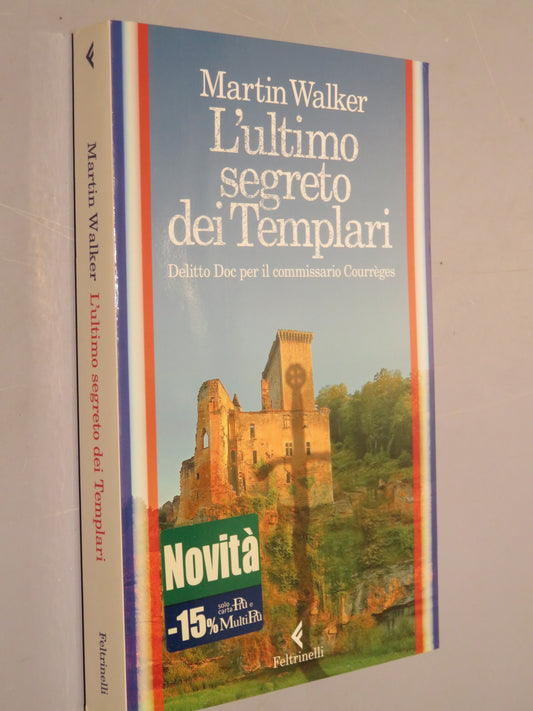 Martin Walker
L'ultimo
segreto
dei Templari
Delitto Doc per il commissario Courrèges
Novità
-15% solo carta Più e MultiPiù
Feltrinelli
Martin Walker L'ultimo segreto dei Templari
Feltrinelli